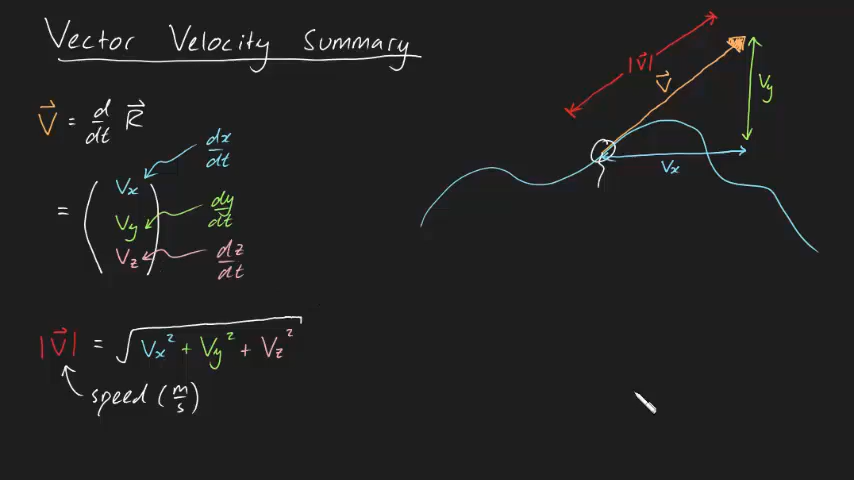 Vector Velocity Summary
V⃗ = d/dt R⃗
= (Vx Vy Vz)
dx/dt
dy/dt
dz/dt
|V⃗| = √(Vx² + Vy² + Vz²)
speed (m/s)
|V⃗|
V⃗
Vy
Vx